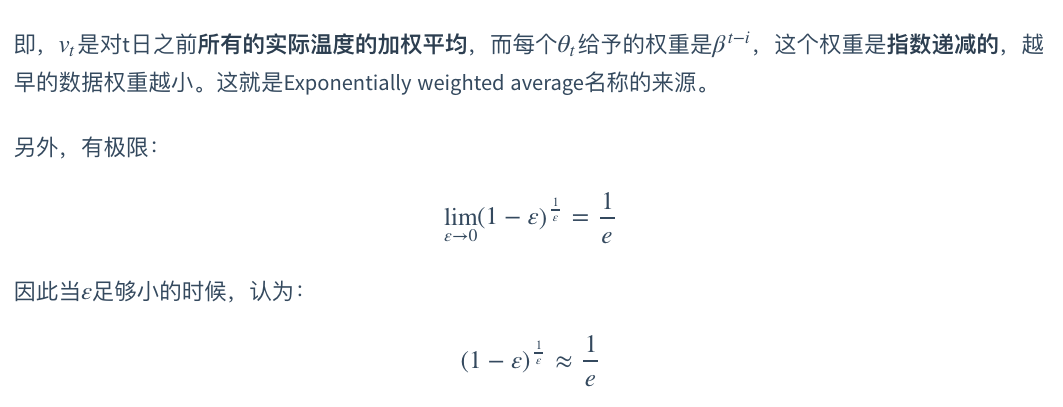 即，$v_t$是对t日之前所有的实际温度的加权平均，而每个$\theta_t$给予的权重是$\beta^{t-i}$，这个权重是指数递减的，越
早的数据权重越小。这就是Exponentially weighted average名称的来源。
另外，有极限：
$$\lim_{\varepsilon \to 0}(1-\varepsilon)^{\frac{1}{\varepsilon}} = \frac{1}{e}$$
因此当$\varepsilon$足够小的时候，认为：
$$(1-\varepsilon)^{\frac{1}{\varepsilon}} \approx \frac{1}{e}$$